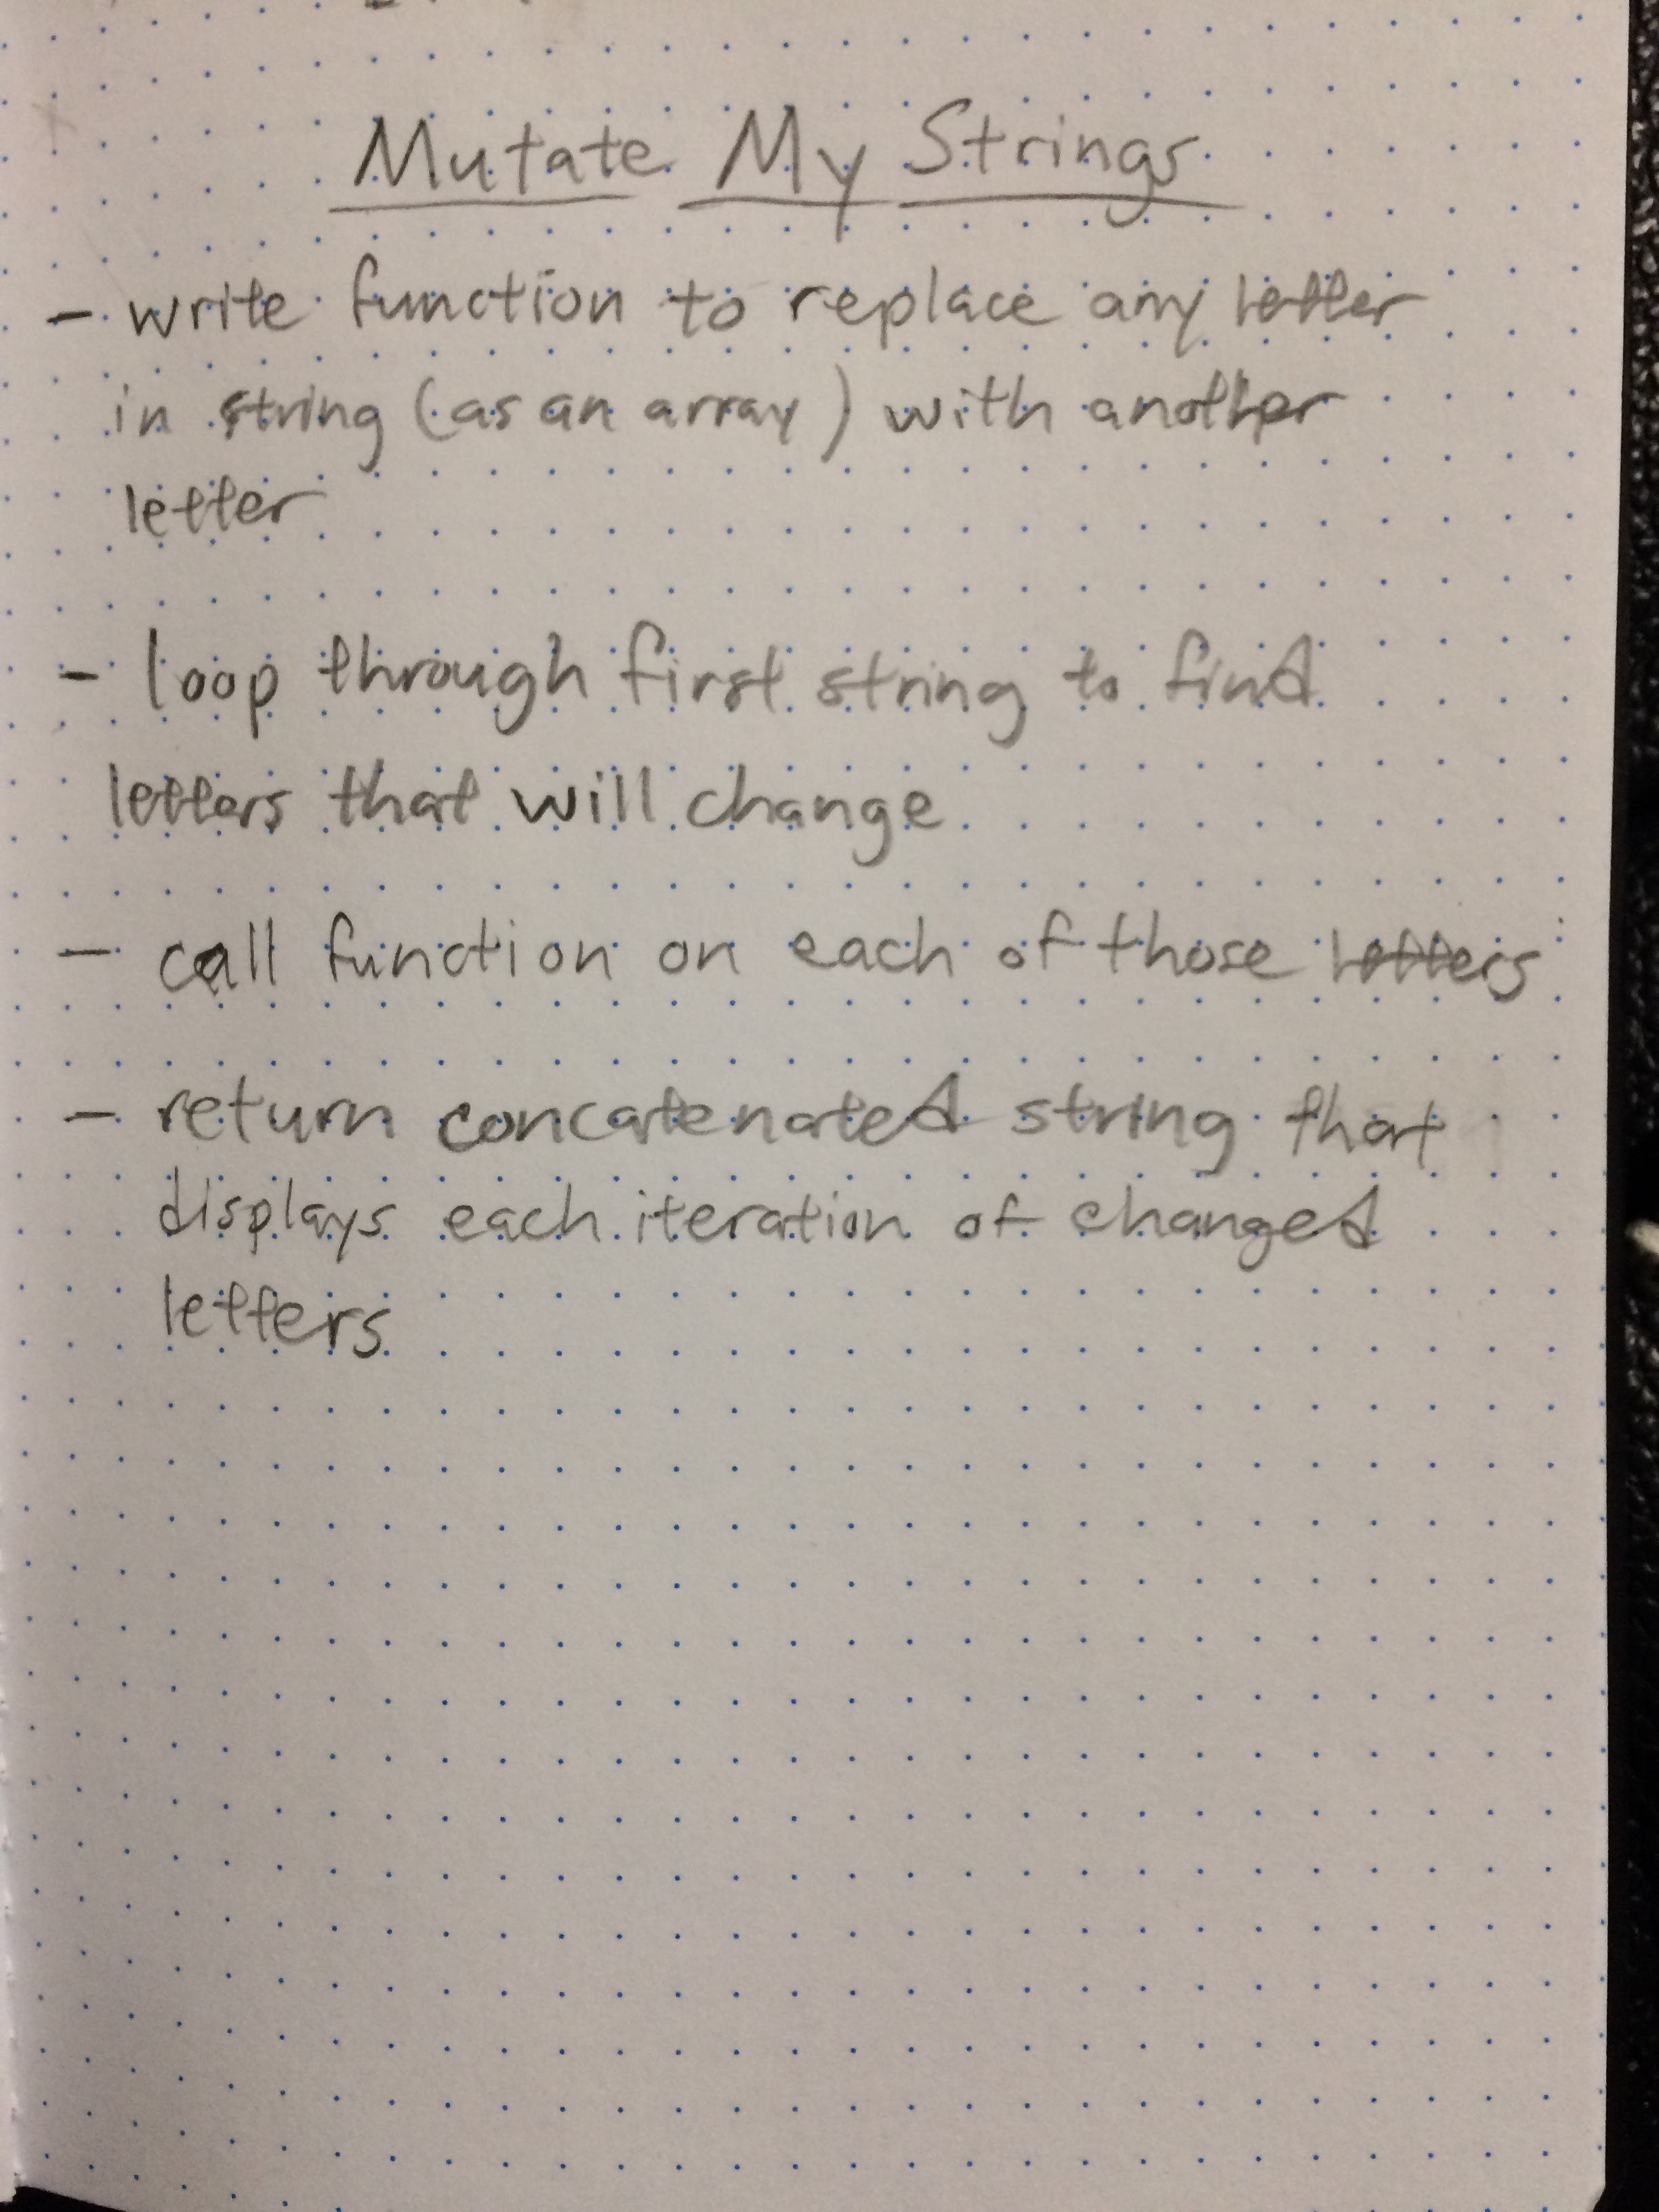 Mutate My Strings
- write function to replace any letter
in string (as an array) with another
letter
- loop through first string to find
letters that will change
- call function on each of those letters
- return concatenated string that
displays each iteration of changed
letters